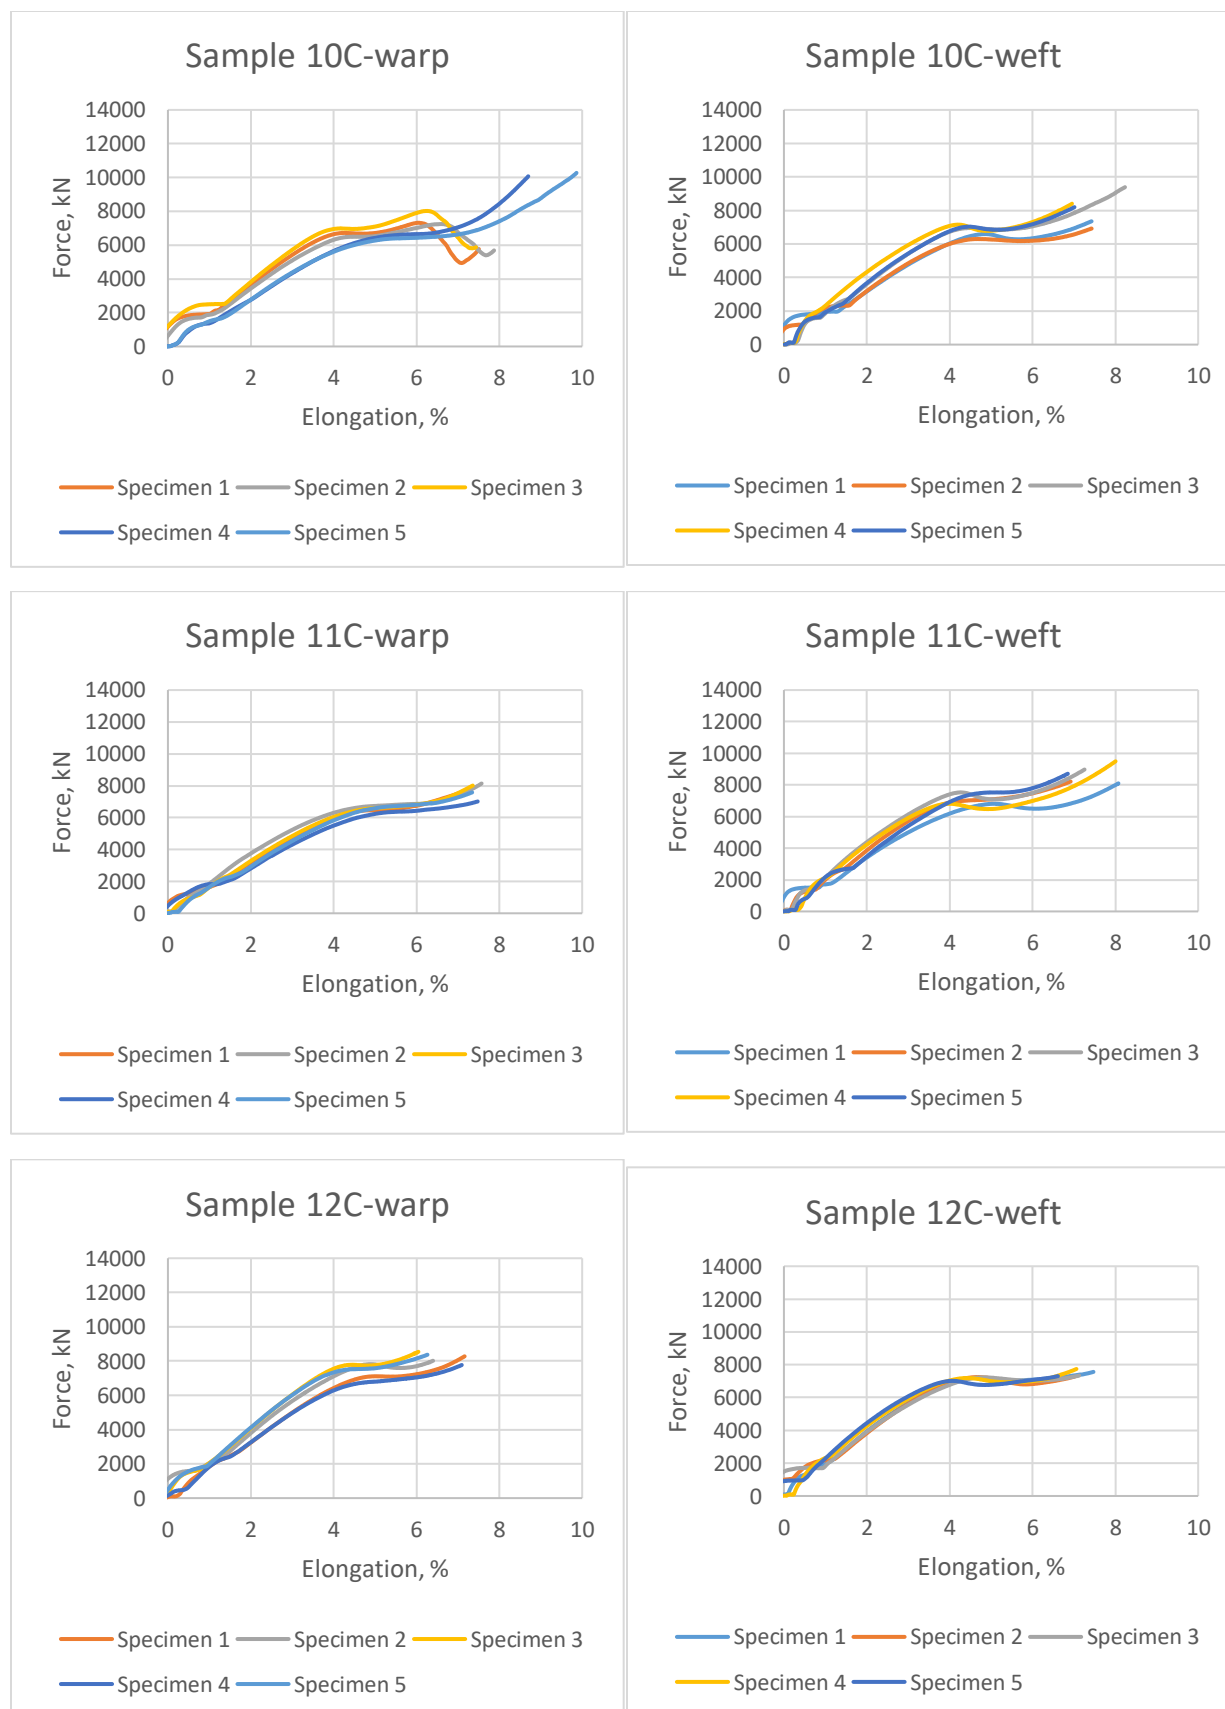 Sample 10C-warp
14000
12000
10000
8000
6000
4000
2000
0
Force, kN
0 2 4 6 8 10
Elongation, %
Specimen 1 Specimen 2 Specimen 3
Specimen 4 Specimen 5
Sample 10C-weft
14000
12000
10000
8000
6000
4000
2000
0
Force, kN
0 2 4 6 8 10
Elongation, %
Specimen 1 Specimen 2 Specimen 3
Specimen 4 Specimen 5
Sample 11C-warp
14000
12000
10000
8000
6000
4000
2000
0
Force, kN
0 2 4 6 8 10
Elongation, %
Specimen 1 Specimen 2 Specimen 3
Specimen 4 Specimen 5
Sample 11C-weft
14000
12000
10000
8000
6000
4000
2000
0
Force, kN
0 2 4 6 8 10
Elongation, %
Specimen 1 Specimen 2 Specimen 3
Specimen 4 Specimen 5
Sample 12C-warp
14000
12000
10000
8000
6000
4000
2000
0
Force, kN
0 2 4 6 8 10
Elongation, %
Specimen 1 Specimen 2 Specimen 3
Specimen 4 Specimen 5
Sample 12C-weft
14000
12000
10000
8000
6000
4000
2000
0
Force, kN
0 2 4 6 8 10
Elongation, %
Specimen 1 Specimen 2 Specimen 3
Specimen 4 Specimen 5